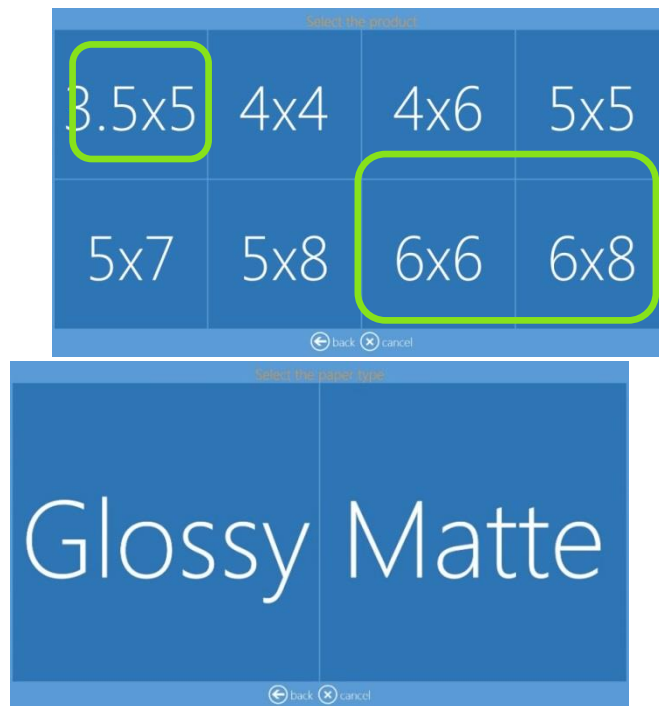 Select the product
3.5x5 4x4 4x6 5x5
5x7 5x8 6x6 6x8
back cancel
Select the paper type
Glossy Matte
back cancel